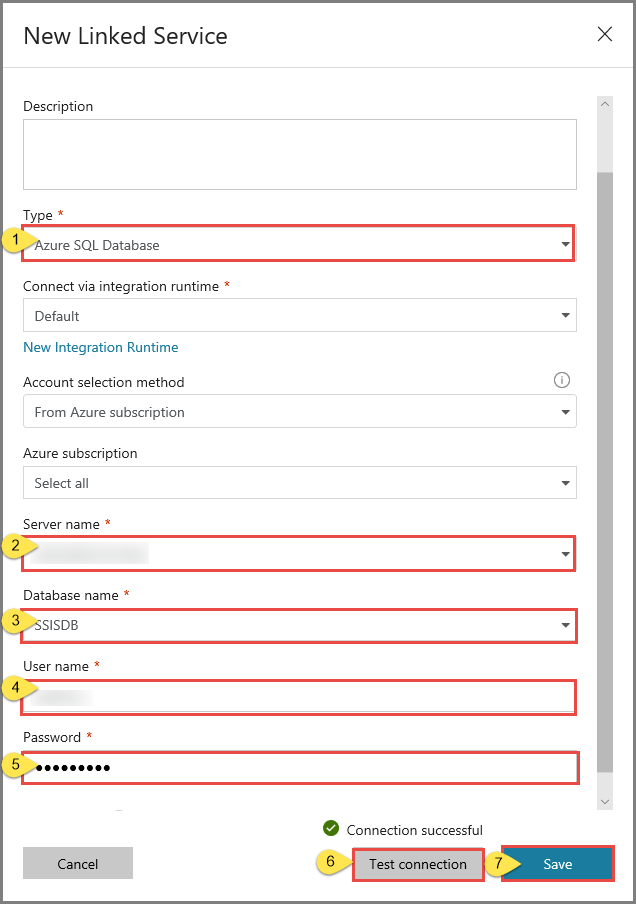 New Linked Service
Description
Type *
1
Azure SQL Database
Connect via integration runtime *
Default
New Integration Runtime
Account selection method
From Azure subscription
Azure subscription
Select all
Server name *
2
Database name *
3
SSISDB
User name *
4
Password *
5
●●●●●●●●●
Connection successful
Cancel
6
Test connection
7
Save